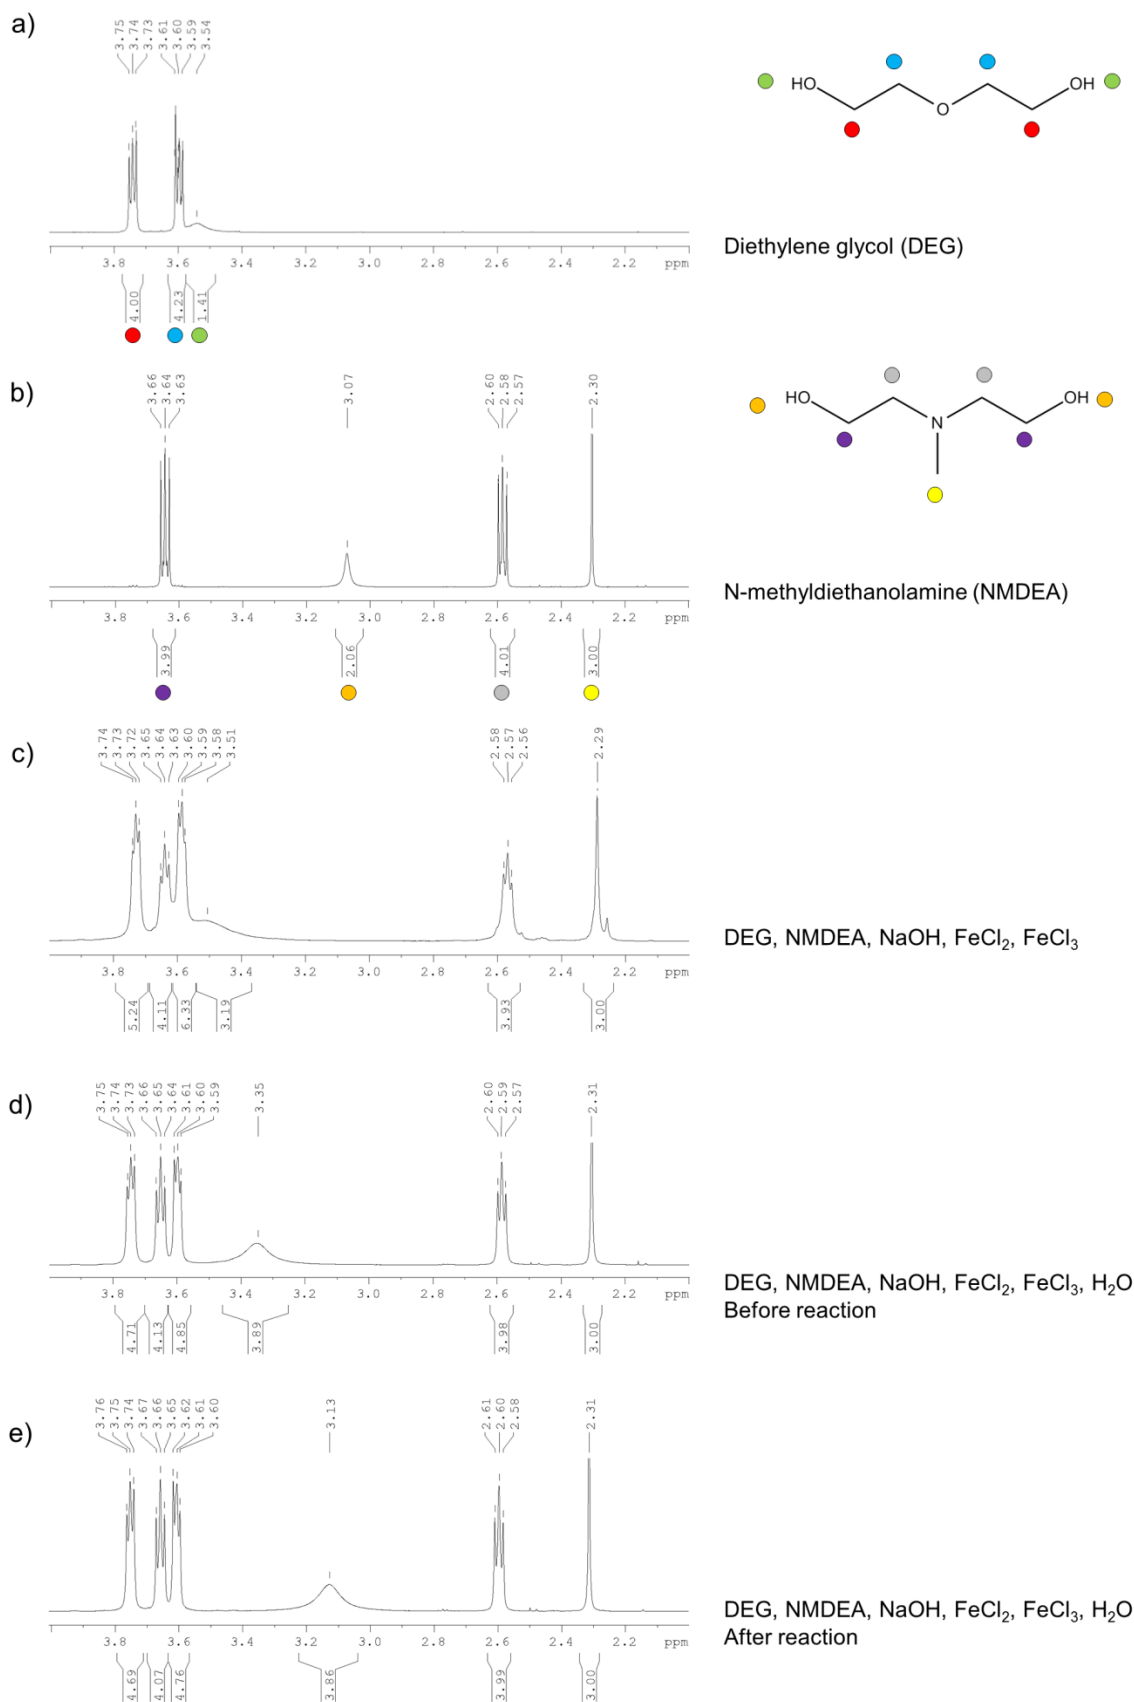 a)
3.75 3.74 3.73 3.61 3.60 3.59 3.54
HO O OH
3.8 3.6 3.4 3.2 3.0 2.8 2.6 2.4 2.2 ppm
Diethylene glycol (DEG)
4.00 4.23 1.41
b)
3.66 3.64 3.63 3.07 2.60 2.58 2.57 2.30
HO N OH
3.8 3.6 3.4 3.2 3.0 2.8 2.6 2.4 2.2 ppm
N-methyldiethanolamine (NMDEA)
3.99 2.06 4.01 3.00
c)
3.74 3.73 3.72 3.65 3.64 3.63 3.60 3.59 3.58 3.51 2.58 2.57 2.56 2.29
DEG, NMDEA, NaOH, FeCl₂, FeCl₃
3.8 3.6 3.4 3.2 3.0 2.8 2.6 2.4 2.2 ppm
5.24 4.11 6.33 3.19 3.93 3.00
d)
3.75 3.74 3.73 3.66 3.65 3.64 3.61 3.60 3.59 3.35 2.60 2.59 2.57 2.31
3.8 3.6 3.4 3.2 3.0 2.8 2.6 2.4 2.2 ppm
DEG, NMDEA, NaOH, FeCl₂, FeCl₃, H₂O
Before reaction
4.71 4.13 4.85 3.89 3.98 3.00
e)
3.76 3.75 3.74 3.67 3.66 3.65 3.62 3.61 3.60 3.13 2.61 2.60 2.58 2.31
DEG, NMDEA, NaOH, FeCl₂, FeCl₃, H₂O
After reaction
3.8 3.6 3.4 3.2 3.0 2.8 2.6 2.4 2.2 ppm
4.69 4.07 4.76 3.86 3.99 3.00